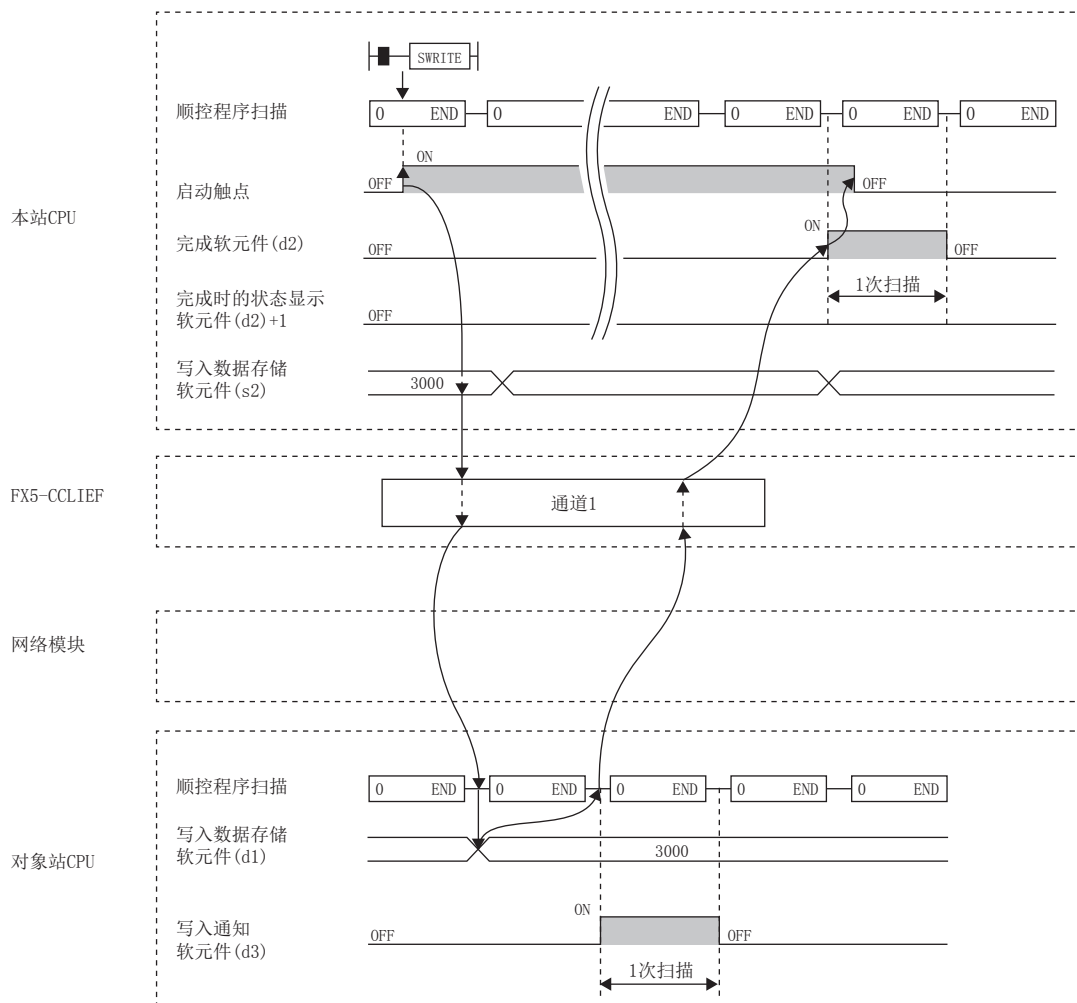 SWRITE
顺控程序扫描
0 END 0 END 0 END 0 END 0 END
ON
启动触点
OFF
OFF
本站CPU
ON
完成软元件(d2)
OFF
OFF
1次扫描
完成时的状态显示
软元件(d2)+1
OFF
写入数据存储
软元件(s2)
3000
FX5-CCLIEF
通道1
网络模块
顺控程序扫描
0 END 0 END 0 END 0 END 0 END
写入数据存储
软元件(d1)
3000
对象站CPU
ON
写入通知
软元件(d3)
OFF
OFF
1次扫描